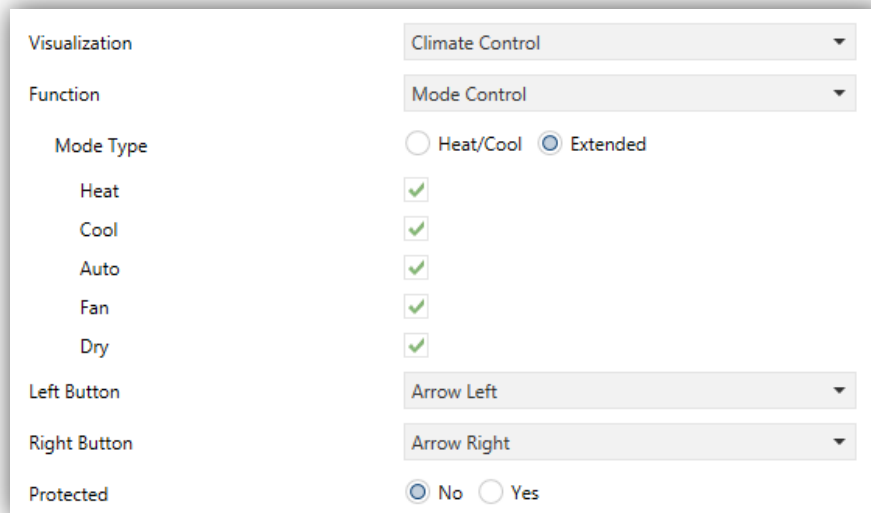 Visualization Climate Control
Function Mode Control
Mode Type Heat/Cool Extended
Heat
Cool
Auto
Fan
Dry
Left Button Arrow Left
Right Button Arrow Right
Protected No Yes